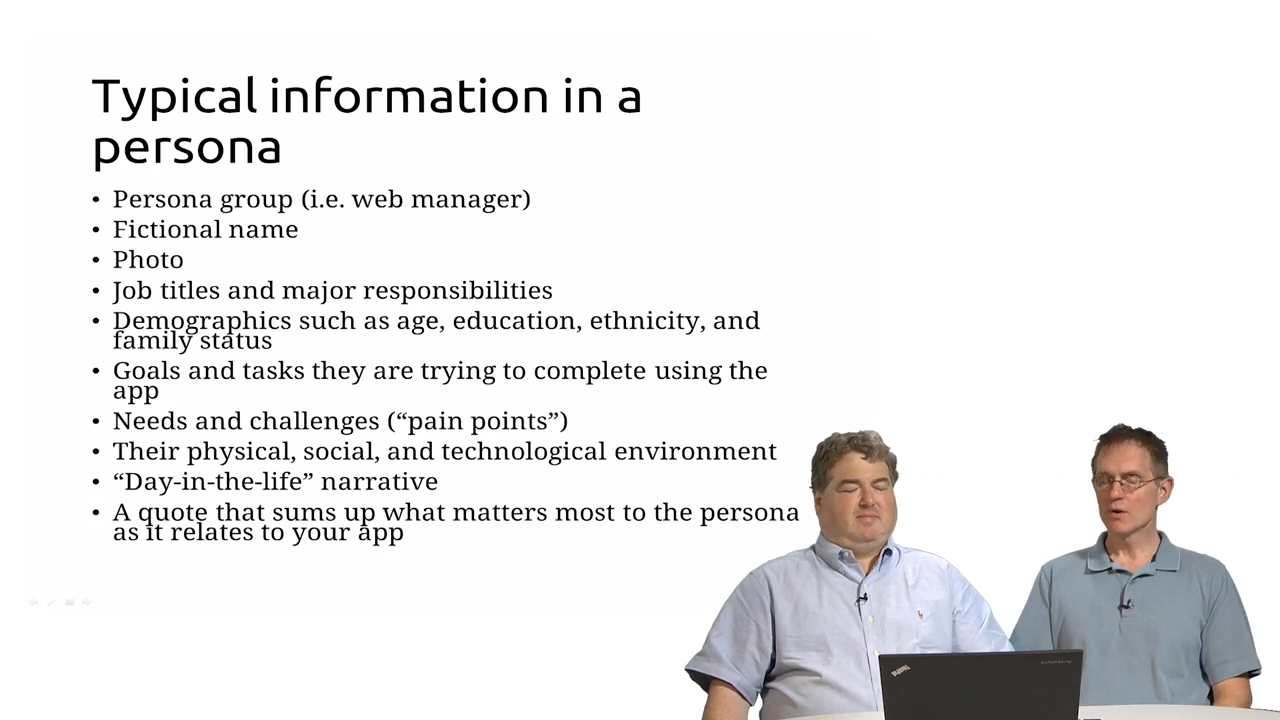 Typical information in a
persona
• Persona group (i.e. web manager)
• Fictional name
• Photo
• Job titles and major responsibilities
• Demographics such as age, education, ethnicity, and
family status
• Goals and tasks they are trying to complete using the
app
• Needs and challenges (“pain points”)
• Their physical, social, and technological environment
• “Day-in-the-life” narrative
• A quote that sums up what matters most to the persona
as it relates to your app
ThinkPad